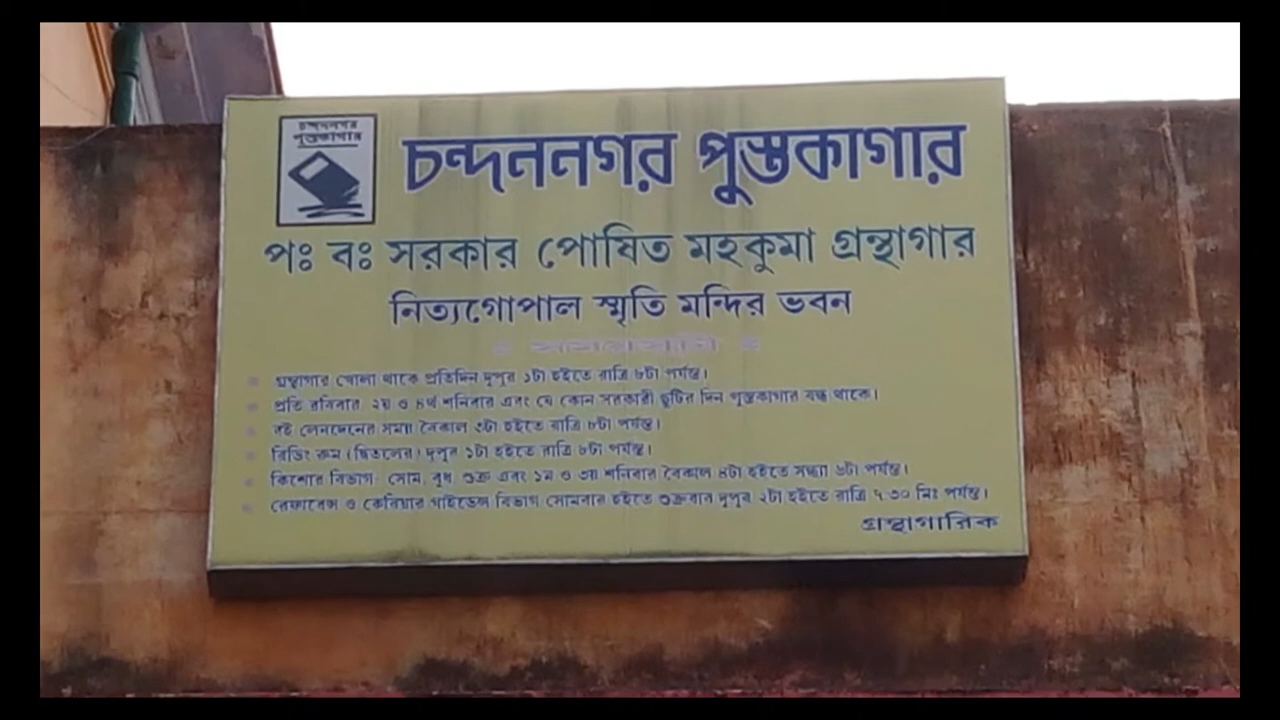 চন্দননগর
পুস্তকাগার
চন্দননগর পুস্তকাগার
পঃ বঃ সরকার পোষিত মহকুমা গ্রন্থাগার
নিত্যগোপাল স্মৃতি মন্দির ভবন
গ্রন্থাগার খোলা থাকে প্রতিদিন দুপুর ১টা হইতে রাত্রি ৮টা পর্যন্ত।
প্রতি রবিবার ২য় ও ৪র্থ শনিবার এবং যে কোন সরকারী ছুটির দিন পুস্তকাগার বন্ধ থাকে।
বই লেনদেনের সময় বৈকাল ৩টা হইতে রাত্রি ৮টা পর্যন্ত।
রিডিং রুম (দ্বিতলের) দুপুর ১টা হইতে রাত্রি ৮টা পর্যন্ত।
কিশোর বিভাগ- সোম, বুধ শুক্র এবং ১ম ও ৩য় শনিবার বৈকাল ৪টা হইতে সন্ধ্যা ৬টা পর্যন্ত।
রেফারেন্স ও কেরিয়ার গাইডেন্স বিভাগ সোমবার হইতে শুক্রবার দুপুর ২টা হইতে রাত্রি ৭.৩০ মিঃ পর্যন্ত।
গ্রন্থাগারিক